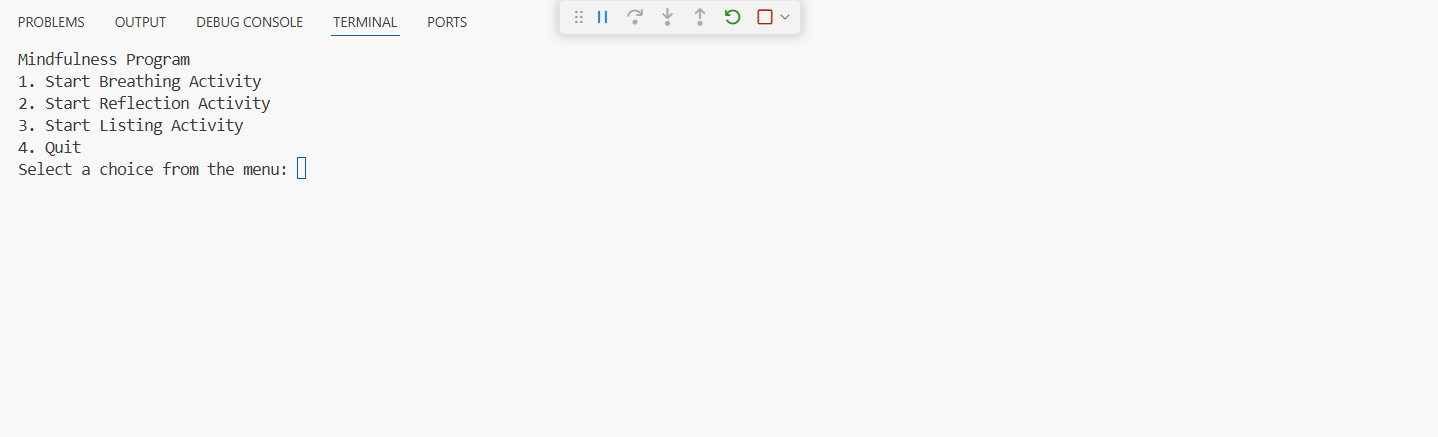 PROBLEMS OUTPUT DEBUG CONSOLE TERMINAL PORTS
Mindfulness Program
1. Start Breathing Activity
2. Start Reflection Activity
3. Start Listing Activity
4. Quit
Select a choice from the menu: